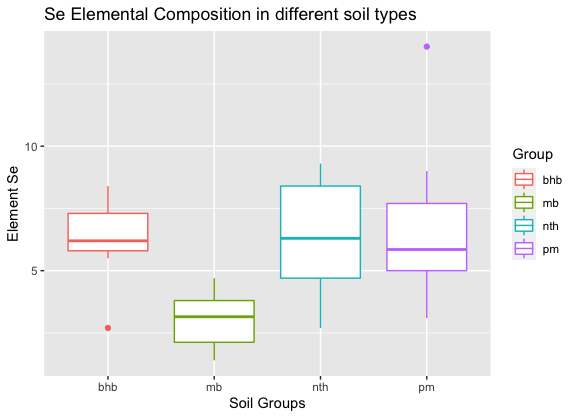 Se Elemental Composition in different soil types
Element Se
10
5
bhb
mb
nth
pm
Soil Groups
Group
bhb
mb
nth
pm